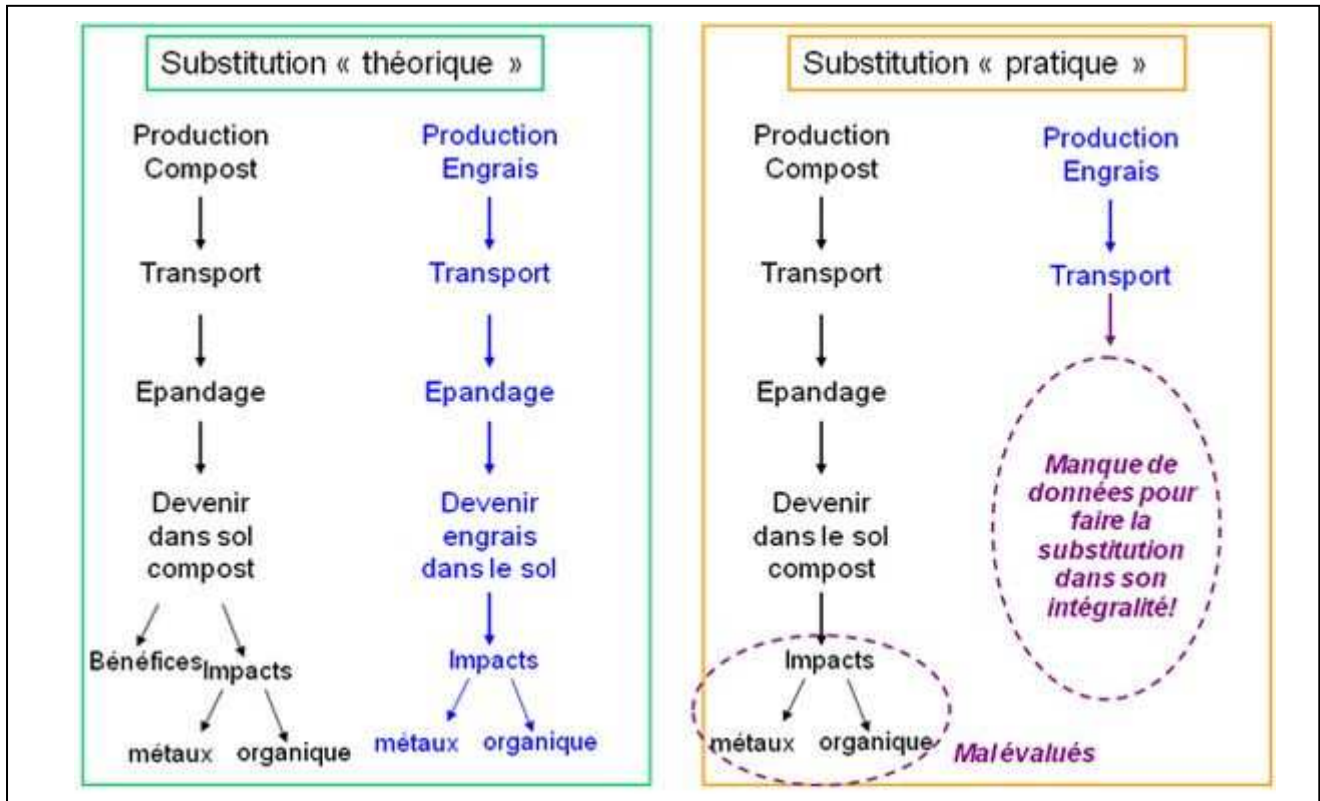 Substitution « théorique »
Production
Compost
Transport
Epandage
Devenir
dans sol
compost
Bénéfices
Impacts
métaux
organique
Production
Engrais
Transport
Epandage
Devenir
engrais
dans le sol
Impacts
métaux
organique
Substitution « pratique »
Production
Compost
Transport
Epandage
Devenir
dans le sol
compost
Impacts
métaux
organique
Mal évalués
Production
Engrais
Transport
Manque de
données pour
faire la
substitution
dans son
intégralité!